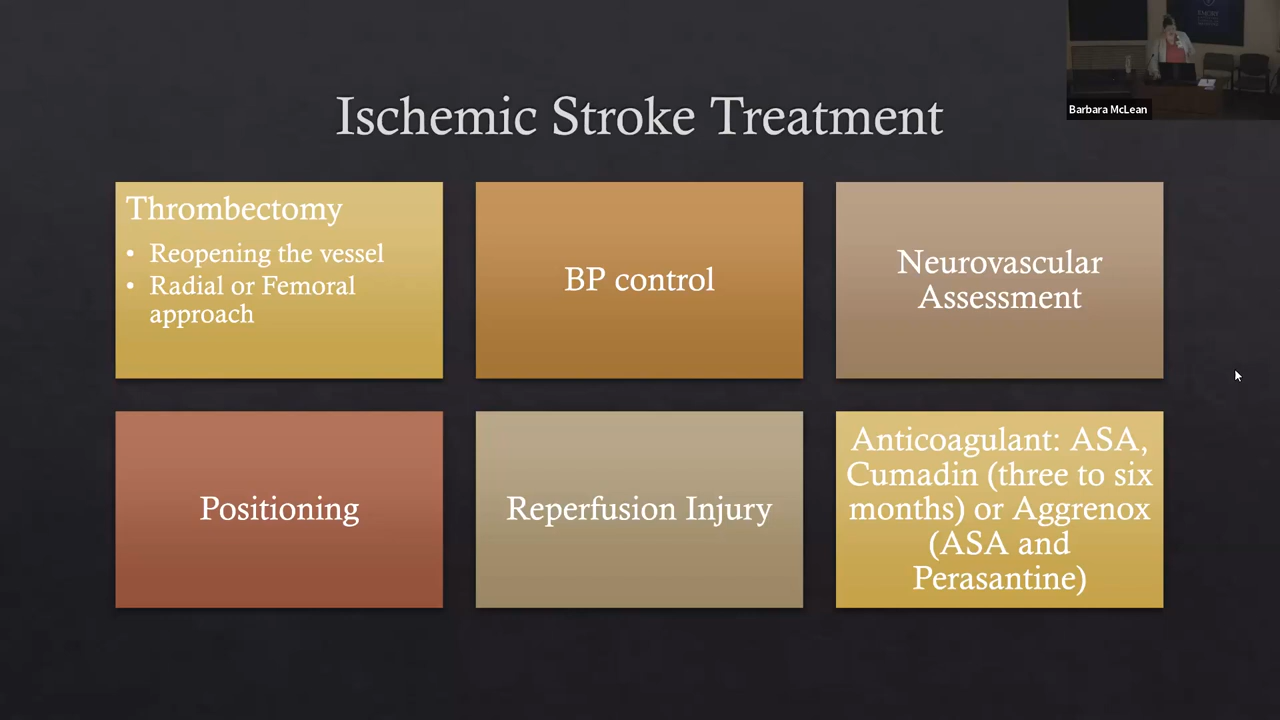 Barbara McLean
Ischemic Stroke Treatment
Thrombectomy
• Reopening the vessel
• Radial or Femoral
approach
BP control
Neurovascular
Assessment
Positioning
Reperfusion Injury
Anticoagulant: ASA,
Cumadin (three to six
months) or Aggrenox
(ASA and
Perasantine)